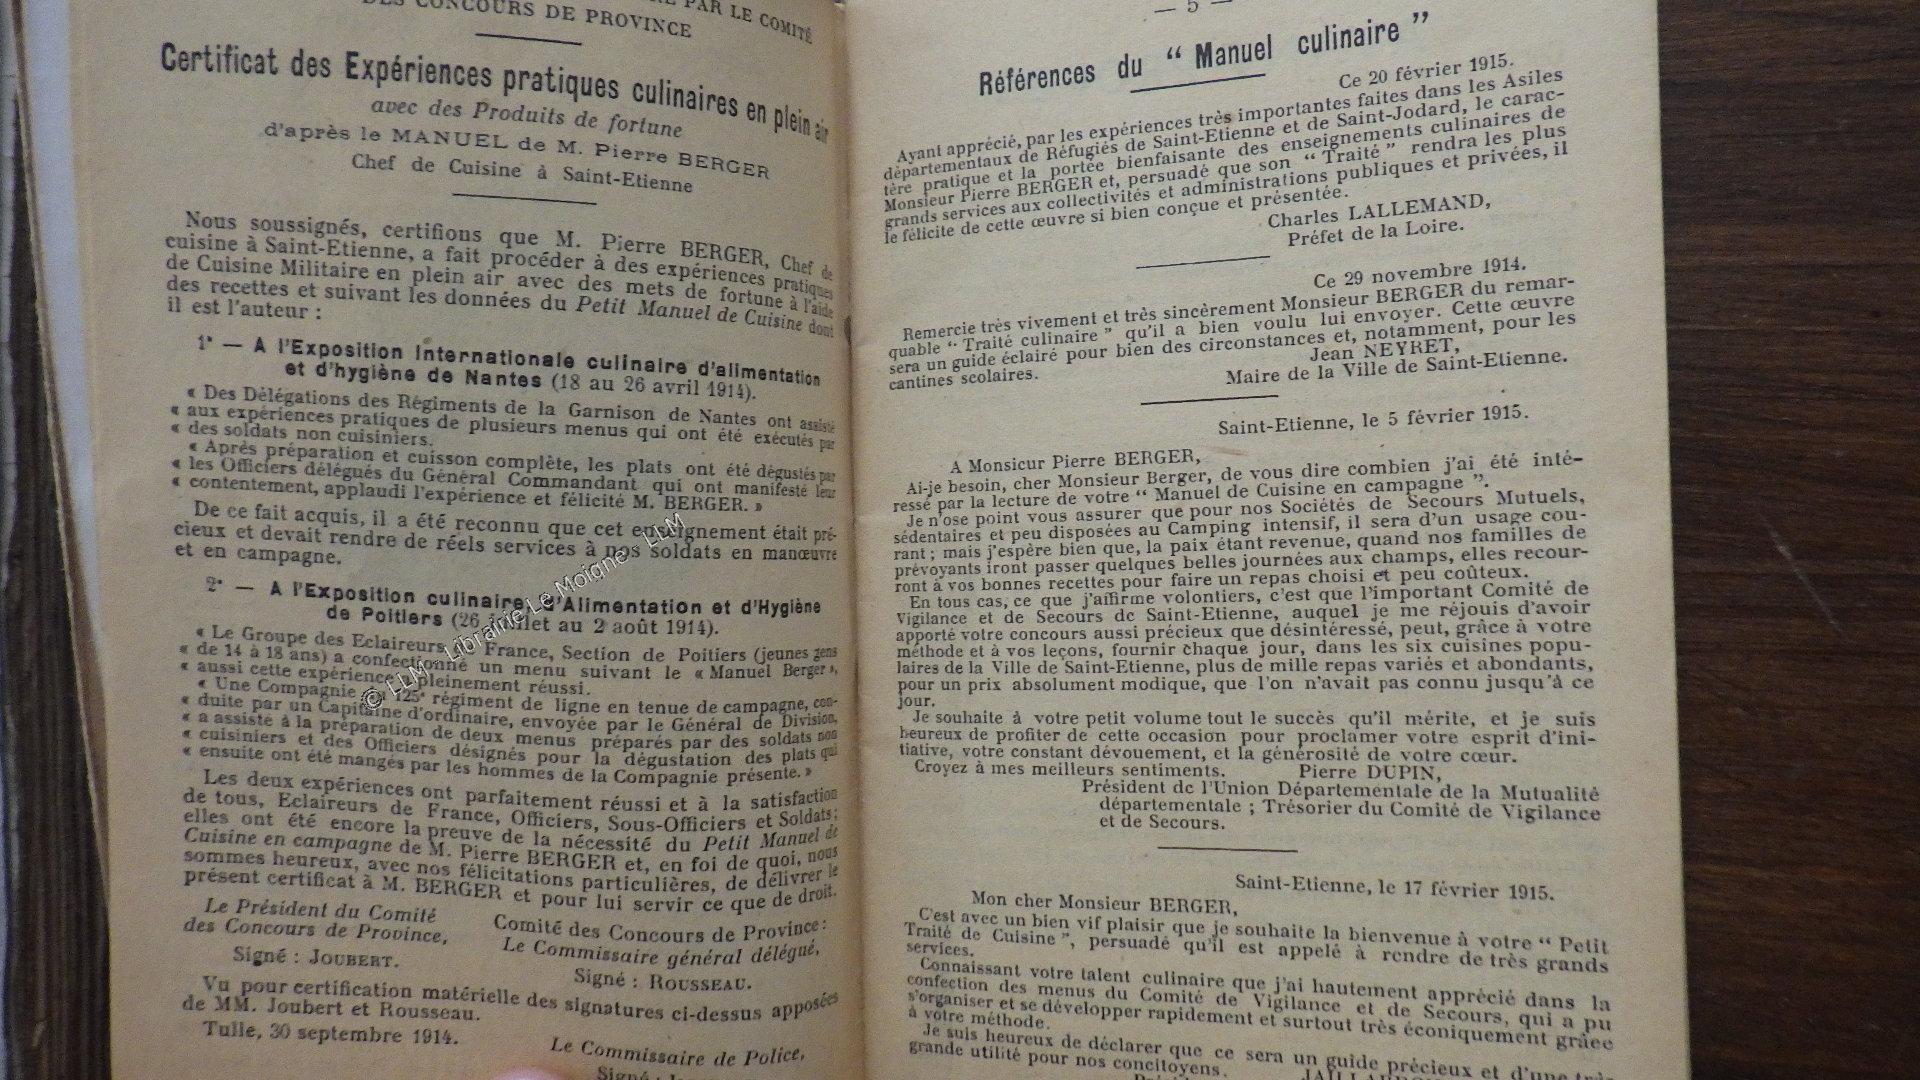 PAR LE COMITÉ
DES CONCOURS DE PROVINCE
Certificat des Expériences pratiques culinaires en plein air
avec des Produits de fortune
d'après le MANUEL de M. Pierre BERGER
Chef de Cuisine à Saint-Etienne
Nous soussignés, certifions que M. Pierre BERGER, Chef de
cuisine à Saint-Etienne, a fait procéder à des expériences pratiques
de Cuisine Militaire en plein air avec des mets de fortune à l'aide
des recettes et suivant les données du Petit Manuel de Cuisine dont
il est l'auteur :
1° — A l'Exposition Internationale culinaire d'alimentation
et d'hygiène de Nantes (18 au 26 avril 1914).
« Des Délégations des Régiments de la Garnison de Nantes ont assisté
« aux expériences pratiques de plusieurs menus qui ont été exécutés par
« des soldats non cuisiniers.
« Après préparation et cuisson complète, les plats ont été dégustés par
« les Officiers délégués du Général Commandant qui ont manifesté leur
« contentement, applaudi l'expérience et félicité M. BERGER. »
De ce fait acquis, il a été reconnu que cet enseignement était pré-
cieux et devait rendre de réels services à nos soldats en manœuvre
et en campagne.
2° — A l'Exposition culinaire, d'Alimentation et d'Hygiène
de Poitiers (26 juillet au 2 août 1914).
« Le Groupe des Eclaireurs de France, Section de Poitiers (jeunes gens
« de 14 à 18 ans) a confectionné un menu suivant le « Manuel Berger »,
« aussi cette expérience a pleinement réussi.
« Une Compagnie du 125e régiment de ligne en tenue de campagne, con-
« duite par un Capitaine d'ordinaire, envoyée par le Général de Division,
« a assisté à la préparation de deux menus préparés par des soldats non
« cuisiniers et des Officiers désignés pour la dégustation des plats qui
« ensuite ont été mangés par les hommes de la Compagnie présente. »
Les deux expériences ont parfaitement réussi et à la satisfaction
de tous, Eclaireurs de France, Officiers, Sous-Officiers et Soldats;
elles ont été encore la preuve de la nécessité du Petit Manuel de
Cuisine en campagne de M. Pierre BERGER et, en foi de quoi, nous
sommes heureux, avec nos félicitations particulières, de délivrer le
présent certificat à M. BERGER et pour lui servir ce que de droit.
Le Président du Comité
des Concours de Province,
Signé : JOUBERT.
Comité des Concours de Province :
Le Commissaire général délégué,
Signé : ROUSSEAU.
Vu pour certification matérielle des signatures ci-dessus apposées
de MM. Joubert et Rousseau.
Tulle, 30 septembre 1914.
Le Commissaire de Police,
Signé :
© LLM - Librairie Le Moigne - LLM
— 5 —
Références du “ Manuel culinaire ”
Ce 20 février 1915.
Ayant apprécié, par les expériences très importantes faites dans les Asiles
départementaux de Réfugiés de Saint-Etienne et de Saint-Jodard, le carac-
tère pratique et la portée bienfaisante des enseignements culinaires de
Monsieur Pierre BERGER et, persuadé que son “ Traité ” rendra les plus
grands services aux collectivités et administrations publiques et privées, il
le félicite de cette œuvre si bien conçue et présentée.
Charles LALLEMAND,
Préfet de la Loire.
Ce 29 novembre 1914.
Remercie très vivement et très sincèrement Monsieur BERGER du remar-
quable “ Traité culinaire ” qu'il a bien voulu lui envoyer. Cette œuvre
sera un guide éclairé pour bien des circonstances et, notamment, pour les
cantines scolaires.
Jean NEYRET,
Maire de la Ville de Saint-Etienne.
Saint-Etienne, le 5 février 1915.
A Monsieur Pierre BERGER,
Ai-je besoin, cher Monsieur Berger, de vous dire combien j'ai été inté-
ressé par la lecture de votre “ Manuel de Cuisine en campagne ”.
Je n'ose point vous assurer que pour nos Sociétés de Secours Mutuels,
sédentaires et peu disposées au Camping intensif, il sera d'un usage cou-
rant ; mais j'espère bien que, la paix étant revenue, quand nos familles de
prévoyants iront passer quelques belles journées aux champs, elles recour-
ront à vos bonnes recettes pour faire un repas choisi et peu coûteux.
En tous cas, ce que j'affirme volontiers, c'est que l'important Comité de
Vigilance et de Secours de Saint-Etienne, auquel je me réjouis d'avoir
apporté votre concours aussi précieux que désintéressé, peut, grâce à votre
méthode et à vos leçons, fournir chaque jour, dans les six cuisines popu-
laires de la Ville de Saint-Etienne, plus de mille repas variés et abondants,
pour un prix absolument modique, que l'on n'avait pas connu jusqu'à ce
jour.
Je souhaite à votre petit volume tout le succès qu'il mérite, et je suis
heureux de profiter de cette occasion pour proclamer votre esprit d'ini-
tiative, votre constant dévouement, et la générosité de votre cœur.
Croyez à mes meilleurs sentiments.
Pierre DUPIN,
Président de l'Union Départementale de la Mutualité
départementale ; Trésorier du Comité de Vigilance
et de Secours.
Saint-Etienne, le 17 février 1915.
Mon cher Monsieur BERGER,
C'est avec un bien vif plaisir que je souhaite la bienvenue à votre “ Petit
Traité de Cuisine ”, persuadé qu'il est appelé à rendre de très grands
services.
Connaissant votre talent culinaire que j'ai hautement apprécié dans la
confection des menus du Comité de Vigilance et de Secours, qui a pu
s'organiser et se développer rapidement et surtout très éconiquement grâce
à votre méthode.
Je suis heureux de déclarer que ce sera un guide précieux et d'une très
grande utilité pour nos concitoyens.